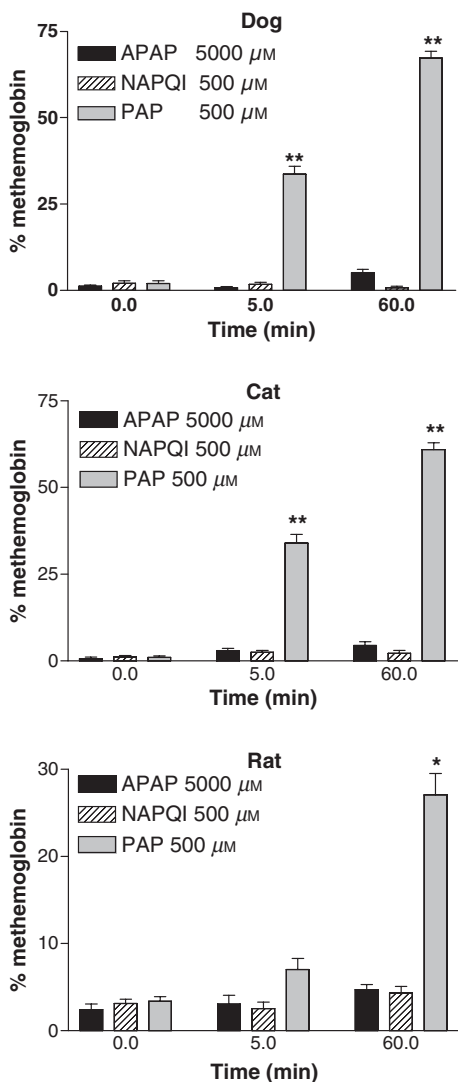 Dog
75
50
25
0
% methemoglobin
APAP 5000 μM
NAPQI 500 μM
PAP 500 μM
**
**
0.0 5.0 60.0
Time (min)
Cat
75
50
25
0
% methemoglobin
APAP 5000 μM
NAPQI 500 μM
PAP 500 μM
**
**
0.0 5.0 60.0
Time (min)
Rat
30
20
10
0
% methemoglobin
APAP 5000 μM
NAPQI 500 μM
PAP 500 μM
*
0.0 5.0 60.0
Time (min)